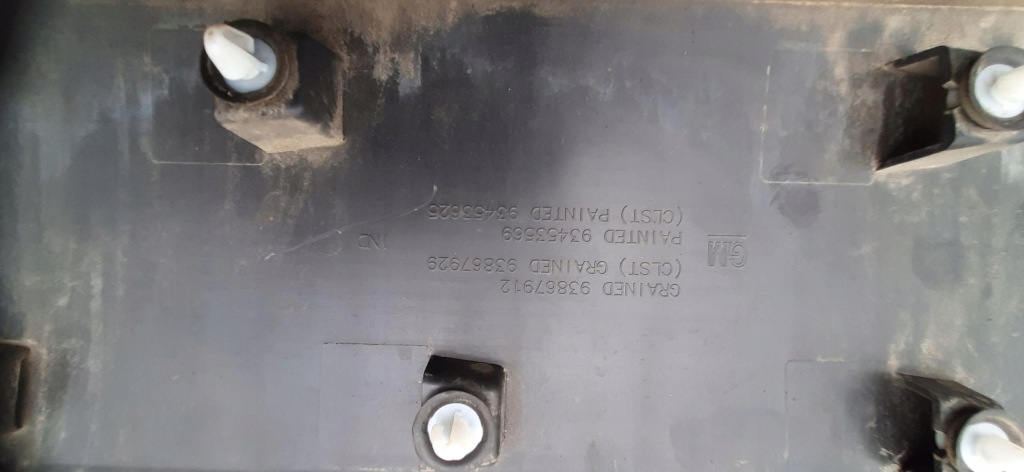 GRAINED 93867912
(CLST) GRAINED 93867929
PAINTED 93453569
(CLST) PAINTED 93453625
GM